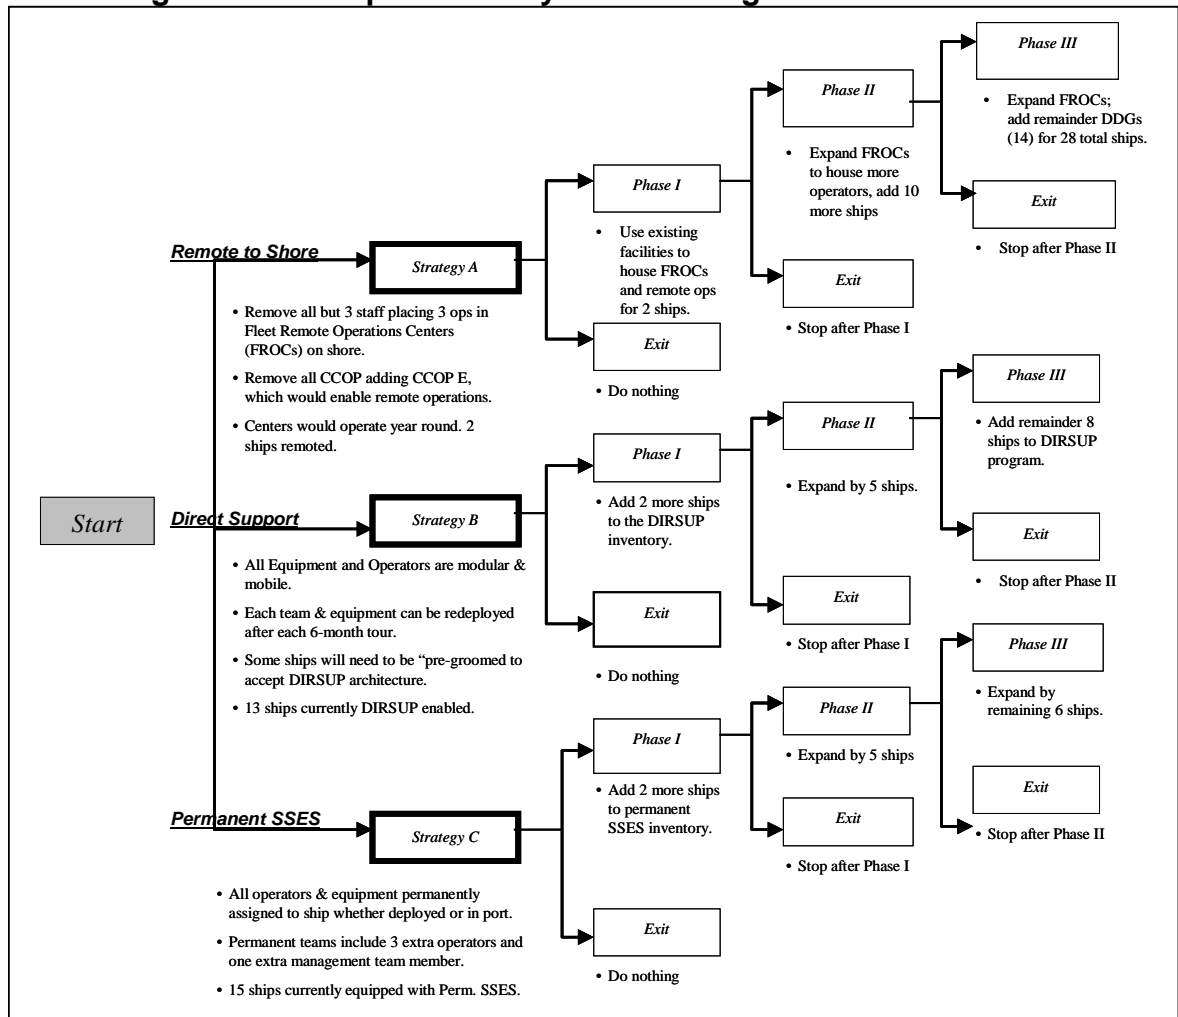 Phase III
• Expand FROCs;
add remainder DDGs
(14) for 28 total ships.
Phase II
• Expand FROCs
to house more
operators, add 10
more ships
Exit
• Stop after Phase II
Phase I
• Use existing
facilities to
house FROCs
and remote ops
for 2 ships.
Exit
• Stop after Phase I
Remote to Shore
Strategy A
• Remove all but 3 staff placing 3 ops in
Fleet Remote Operations Centers
(FROCs) on shore.
• Remove all CCOP adding CCOP E,
which would enable remote operations.
• Centers would operate year round. 2
ships remoted.
Exit
• Do nothing
Phase III
• Add remainder 8
ships to DIRSUP
program.
Phase II
• Expand by 5 ships.
Exit
• Stop after Phase II
Phase I
• Add 2 more ships
to the DIRSUP
inventory.
Exit
• Stop after Phase I
Start
Direct Support
Strategy B
• All Equipment and Operators are modular &
mobile.
• Each team & equipment can be redeployed
after each 6-month tour.
• Some ships will need to be “pre-groomed to
accept DIRSUP architecture.
• 13 ships currently DIRSUP enabled.
Exit
• Do nothing
Phase III
• Expand by
remaining 6 ships.
Phase II
• Expand by 5 ships
Exit
• Stop after Phase II
Phase I
• Add 2 more ships
to permanent
SSES inventory.
Exit
• Stop after Phase I
Permanent SSES
Strategy C
• All operators & equipment permanently
assigned to ship whether deployed or in port.
• Permanent teams include 3 extra operators and
one extra management team member.
• 15 ships currently equipped with Perm. SSES.
Exit
• Do nothing